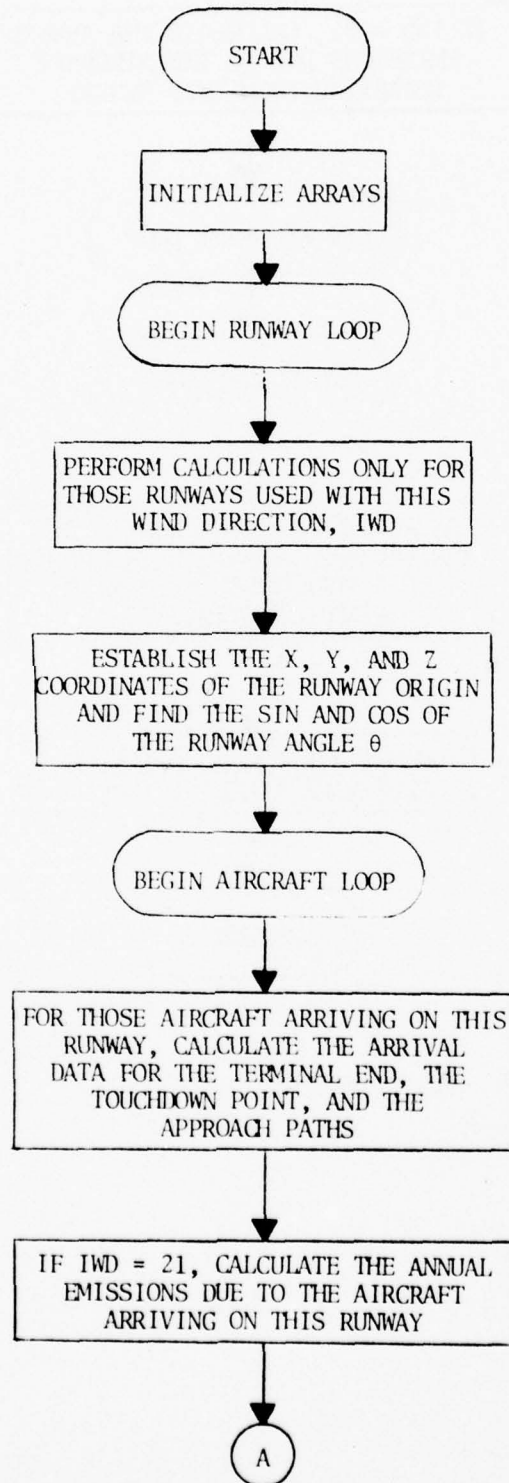 START
INITIALIZE ARRAYS
BEGIN RUNWAY LOOP
PERFORM CALCULATIONS ONLY FOR
THOSE RUNWAYS USED WITH THIS
WIND DIRECTION, IWD
ESTABLISH THE X, Y, AND Z
COORDINATES OF THE RUNWAY ORIGIN
AND FIND THE SIN AND COS OF
THE RUNWAY ANGLE θ
BEGIN AIRCRAFT LOOP
FOR THOSE AIRCRAFT ARRIVING ON THIS
RUNWAY, CALCULATE THE ARRIVAL
DATA FOR THE TERMINAL END, THE
TOUCHDOWN POINT, AND THE
APPROACH PATHS
IF IWD = 21, CALCULATE THE ANNUAL
EMISSIONS DUE TO THE AIRCRAFT
ARRIVING ON THIS RUNWAY
A